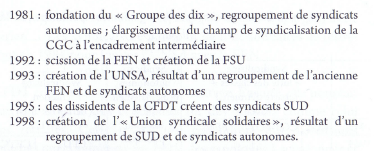 1981 : fondation du « Groupe des dix », regroupement de syndicats
autonomes ; élargissement du champ de syndicalisation de la
CGC à l'encadrement intermédiaire
1992 : scission de la FEN et création de la FSU
1993 : création de l'UNSA, résultat d'un regroupement de l'ancienne
FEN et de syndicats autonomes
1995 : des dissidents de la CFDT créent des syndicats SUD
1998 : création de l'« Union syndicale solidaires », résultat d'un
regroupement de SUD et de syndicats autonomes.